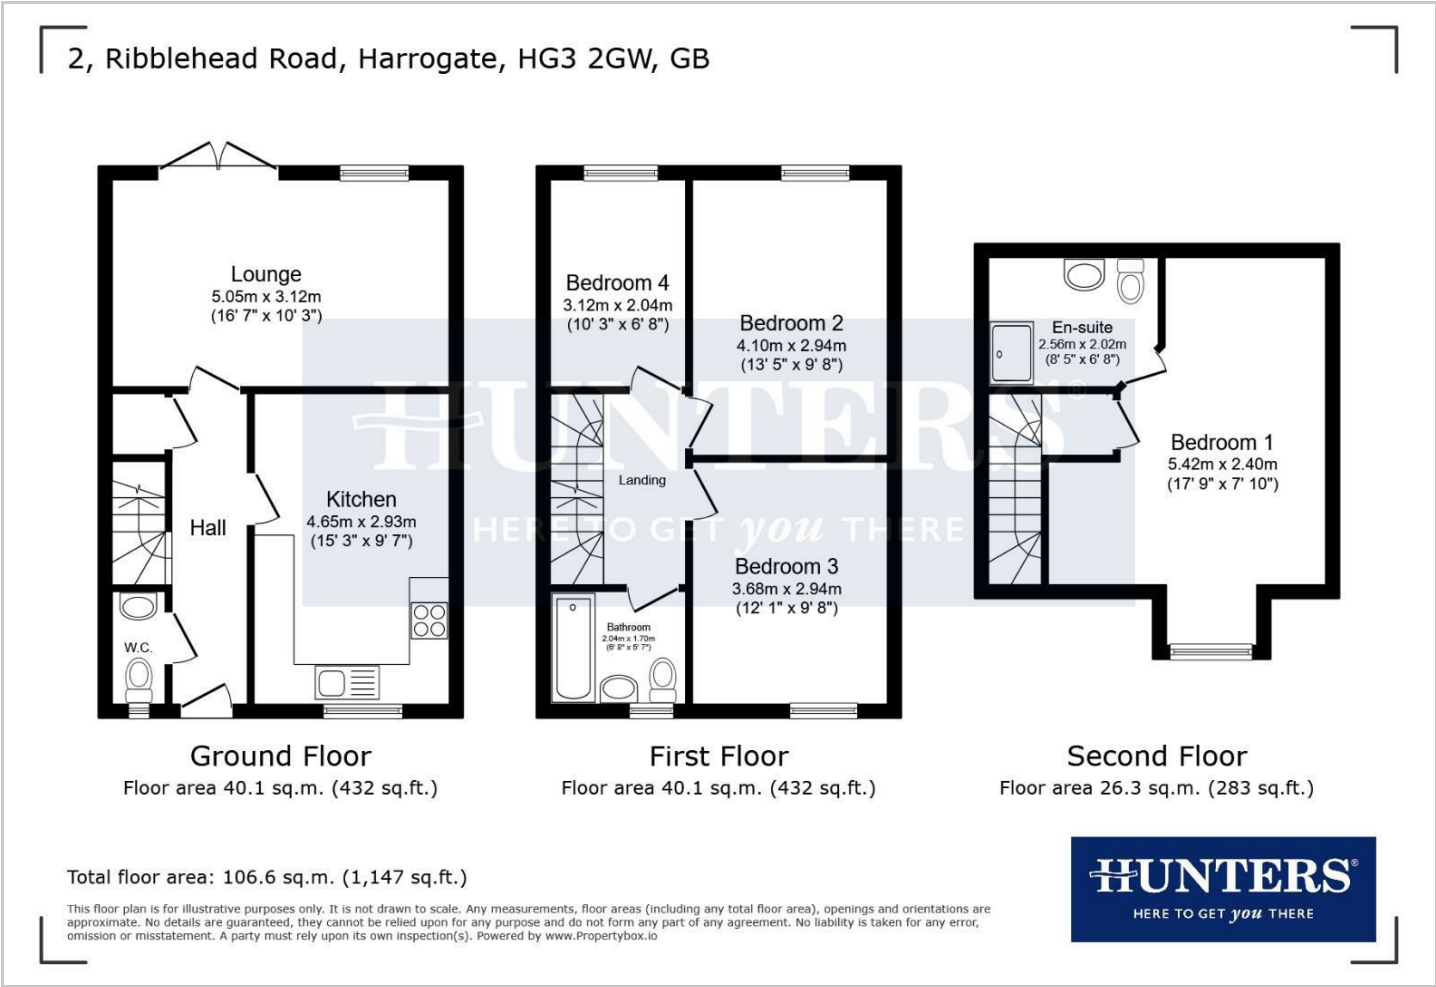 2, Ribblehead Road, Harrogate, HG3 2GW, GB
Lounge
5.05m x 3.12m
(16' 7" x 10' 3")
Kitchen
4.65m x 2.93m
(15' 3" x 9' 7")
Hall
W.C.
Bedroom 4
3.12m x 2.04m
(10' 3" x 6' 8")
Bedroom 2
4.10m x 2.94m
(13' 5" x 9' 8")
Landing
Bedroom 3
3.68m x 2.94m
(12' 1" x 9' 8")
Bathroom
2.04m x 1.70m
(6' 8" x 5' 7")
En-suite
2.56m x 2.02m
(8' 5" x 6' 8")
Bedroom 1
5.42m x 2.40m
(17' 9" x 7' 10")
HUNTERS®
HERE TO GET you THERE
Ground Floor
Floor area 40.1 sq.m. (432 sq.ft.)
First Floor
Floor area 40.1 sq.m. (432 sq.ft.)
Second Floor
Floor area 26.3 sq.m. (283 sq.ft.)
Total floor area: 106.6 sq.m. (1,147 sq.ft.)
This floor plan is for illustrative purposes only. It is not drawn to scale. Any measurements, floor areas (including any total floor area), openings and orientations are
approximate. No details are guaranteed, they cannot be relied upon for any purpose and do not form any part of any agreement. No liability is taken for any error,
omission or misstatement. A party must rely upon its own inspection(s). Powered by www.Propertybox.io
HUNTERS®
HERE TO GET you THERE